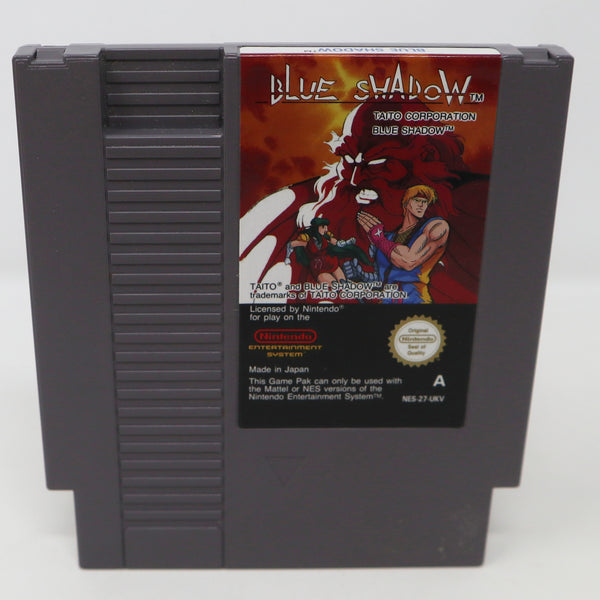 BLUE SHADOW
BLUE SHADOW™
TAITO CORPORATION
BLUE SHADOW™
TAITO® and BLUE SHADOW™ are
trademarks of TAITO CORPORATION.
Licensed by Nintendo®
for play on the
Nintendo
ENTERTAINMENT
SYSTEM™
Original
Nintendo
Seal of
Quality
Made in Japan
This Game Pak can only be used with
the Mattel or NES versions of the
Nintendo Entertainment System™.
A
NES-27-UKV